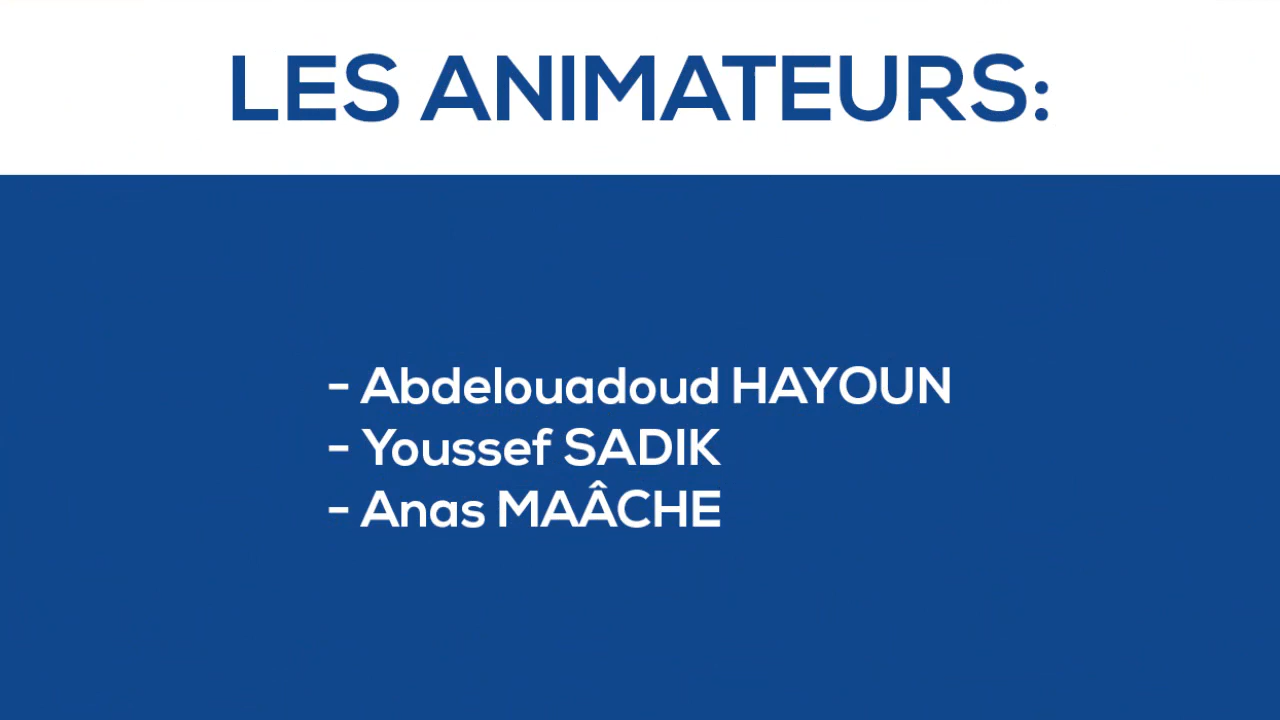 LES ANIMATEURS:
- Abdelouadoud HAYOUN
- Youssef SADIK
- Anas MAÂCHE